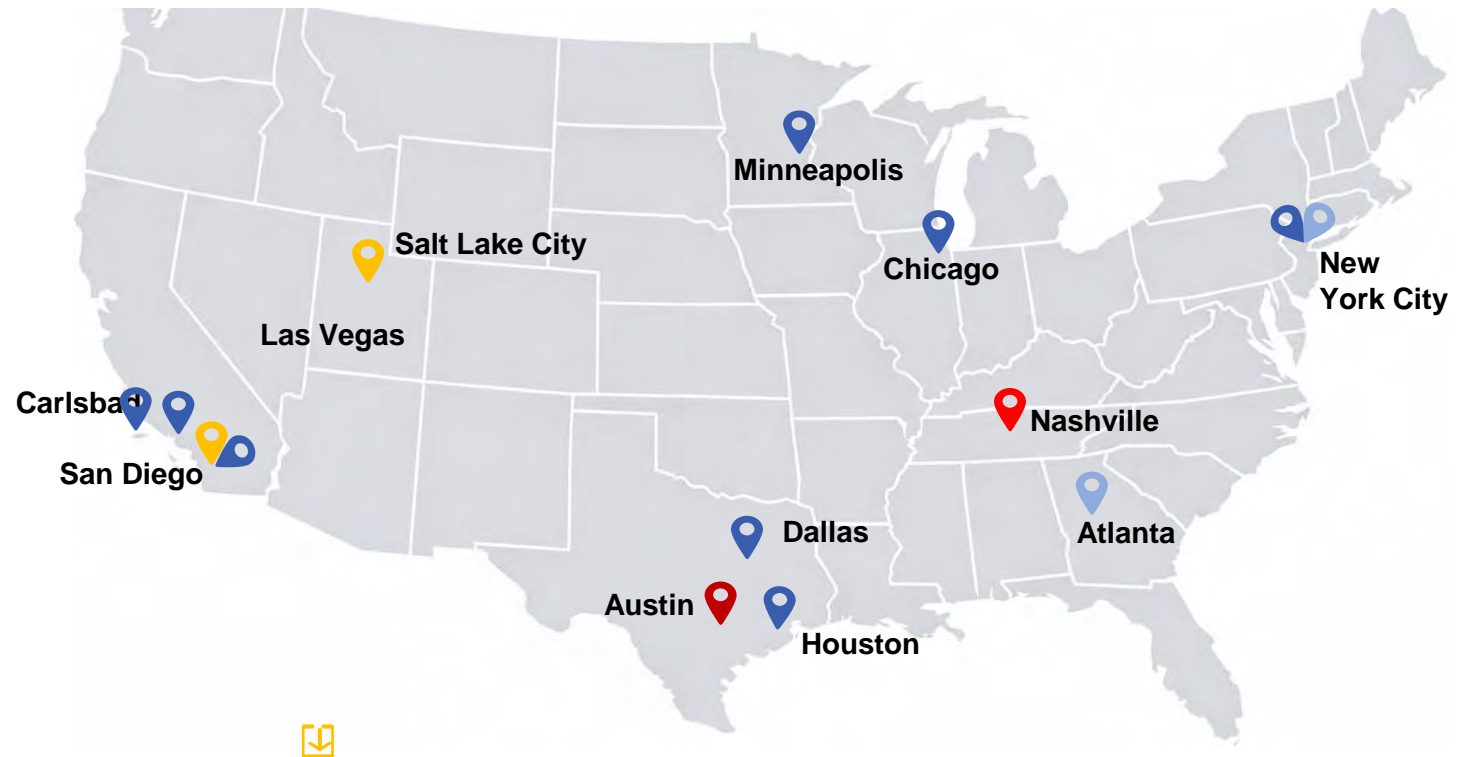 Minneapolis
Salt Lake City
Chicago
New
York City
Las Vegas
Carlsbad
Nashville
San Diego
Dallas
Atlanta
Austin
Houston